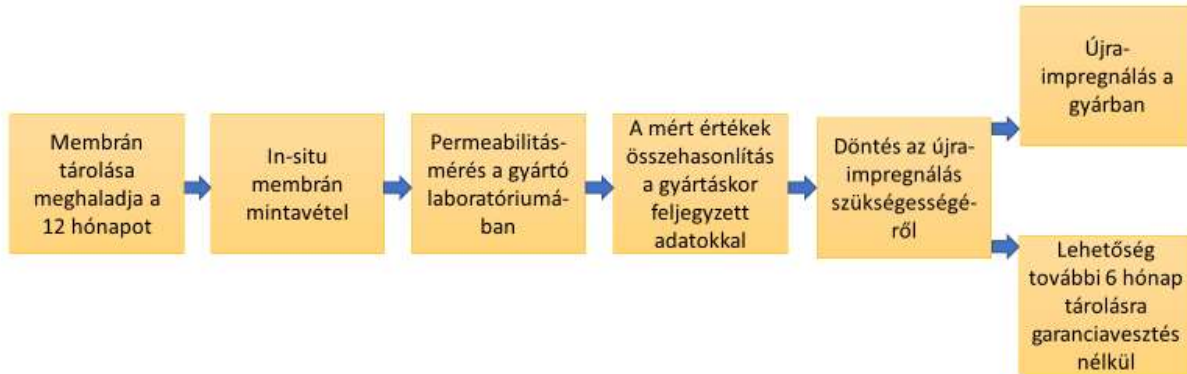 Membrán
tárolása
meghaladja a
12 hónapot
In-situ
membrán
mintavétel
Permeabilitás-
mérés a gyártó
laboratóriumá-
ban
A mért értékek
összehasonlítás
a gyártáskor
feljegyzett
adatokkal
Döntés az újra-
impregnálás
szükségességé-
ről
Újra-
impregnálás a
gyárban
Lehetőség
további 6 hónap
tárolásra
garanciavesztés
nélkül